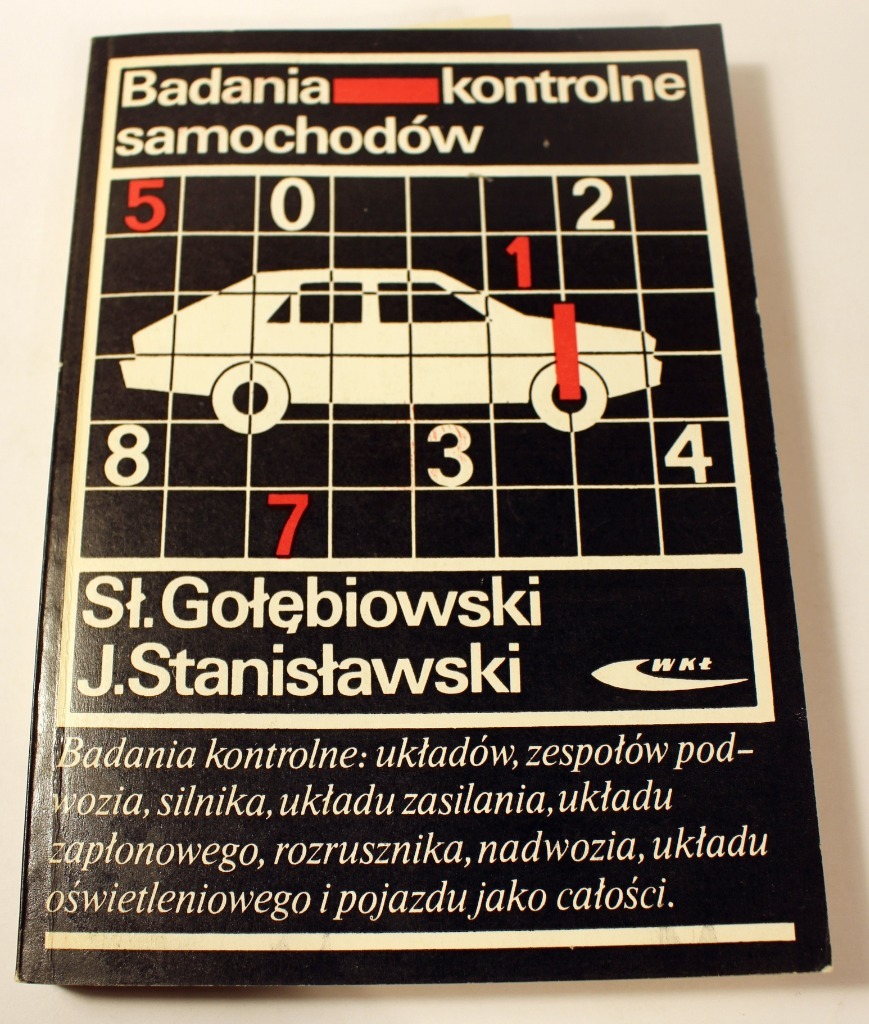 Badania kontrolne
samochodów
5 0 2
1
8 3 4
7
Sł. Gołębiowski
J. Stanisławski
WKŁ
Badania kontrolne: układów, zespołów pod-
wozia, silnika, układu zasilania, układu
zapłonowego, rozrusznika, nadwozia, układu
oświetleniowego i pojazdu jako całości.